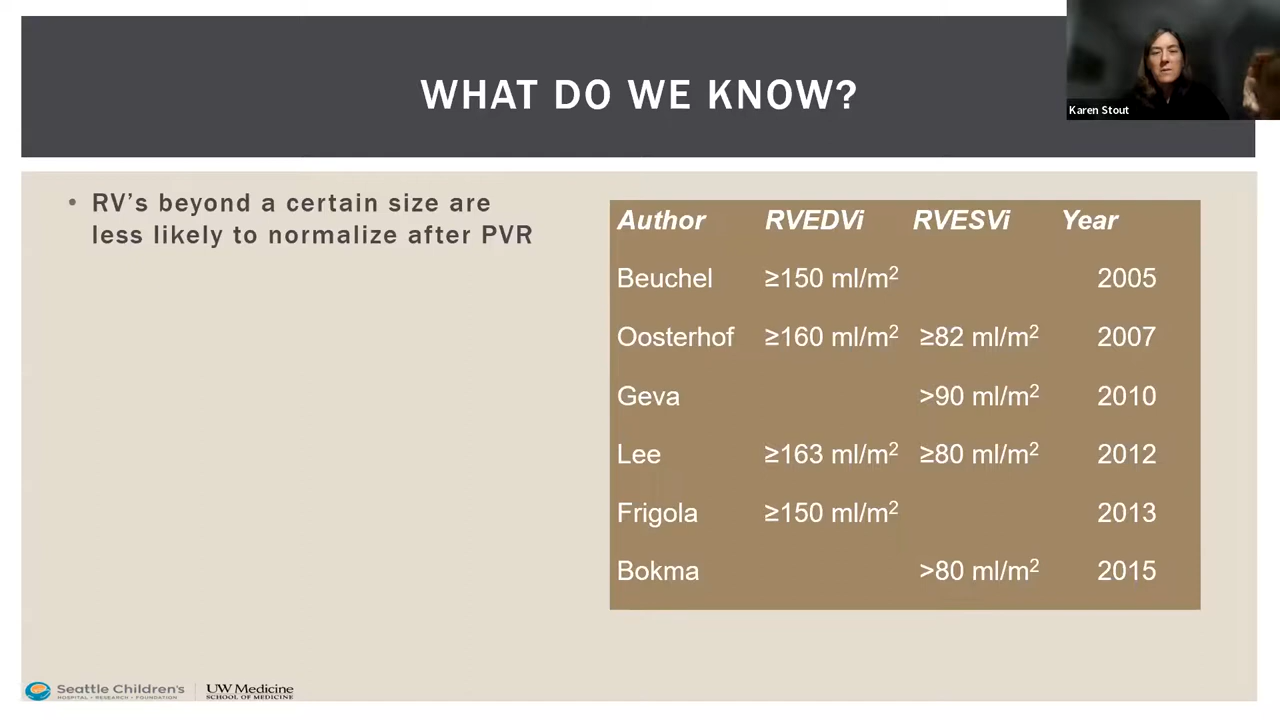 WHAT DO WE KNOW?
Karen Stout
• RV’s beyond a certain size are
less likely to normalize after PVR
Author RVEDVi RVESVi Year
Beuchel ≥150 ml/m² 2005
Oosterhof ≥160 ml/m² ≥82 ml/m² 2007
Geva >90 ml/m² 2010
Lee ≥163 ml/m² ≥80 ml/m² 2012
Frigola ≥150 ml/m² 2013
Bokma >80 ml/m² 2015
Seattle Children's
HOSPITAL • RESEARCH • FOUNDATION
UW Medicine
SCHOOL OF MEDICINE